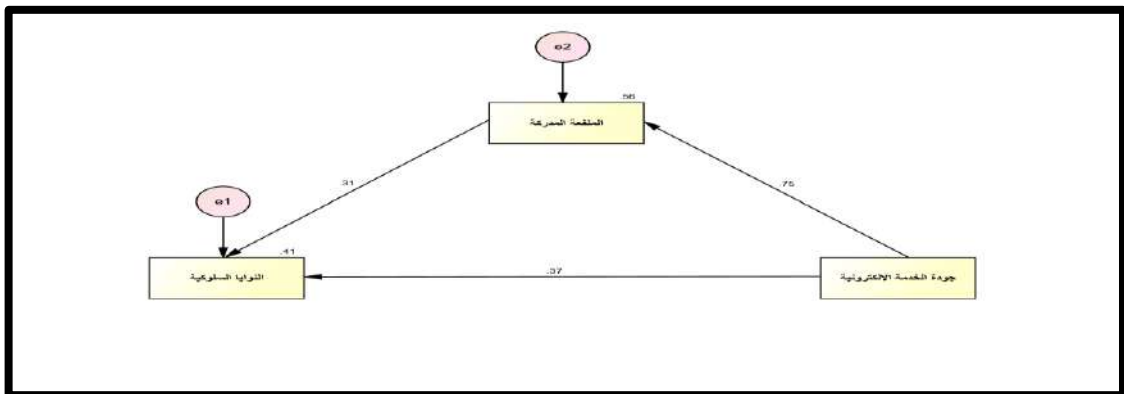 e2
.56
المنفعة المدركة
.31
.75
e1
.41
النوايا السلوكية
.37
جودة الخدمة الالكترونية